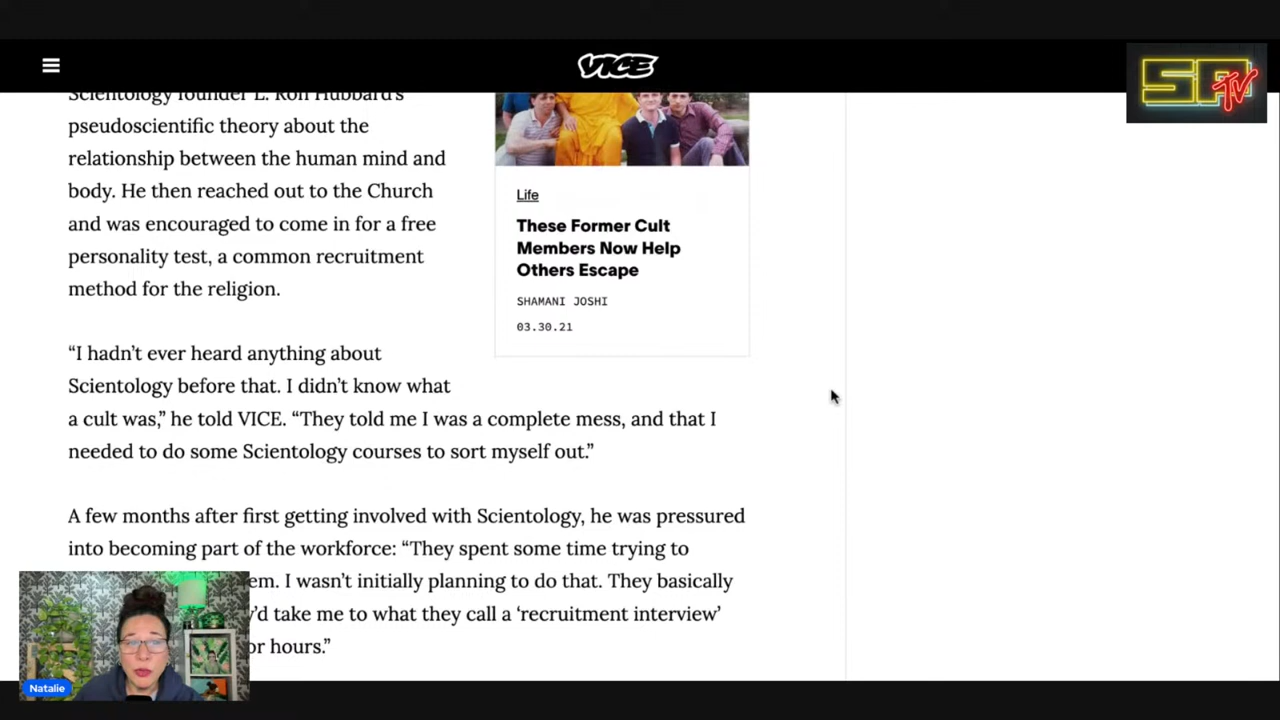 VICE
SPTV
Scientology founder L. Ron Hubbard's
pseudoscientific theory about the
relationship between the human mind and
body. He then reached out to the Church
and was encouraged to come in for a free
personality test, a common recruitment
method for the religion.
Life
These Former Cult
Members Now Help
Others Escape
SHAMANI JOSHI
03.30.21
“I hadn’t ever heard anything about
Scientology before that. I didn’t know what
a cult was,” he told VICE. “They told me I was a complete mess, and that I
needed to do some Scientology courses to sort myself out.”
A few months after first getting involved with Scientology, he was pressured
into becoming part of the workforce: “They spent some time trying to
em. I wasn’t initially planning to do that. They basically
’d take me to what they call a ‘recruitment interview’
or hours.”
Natalie